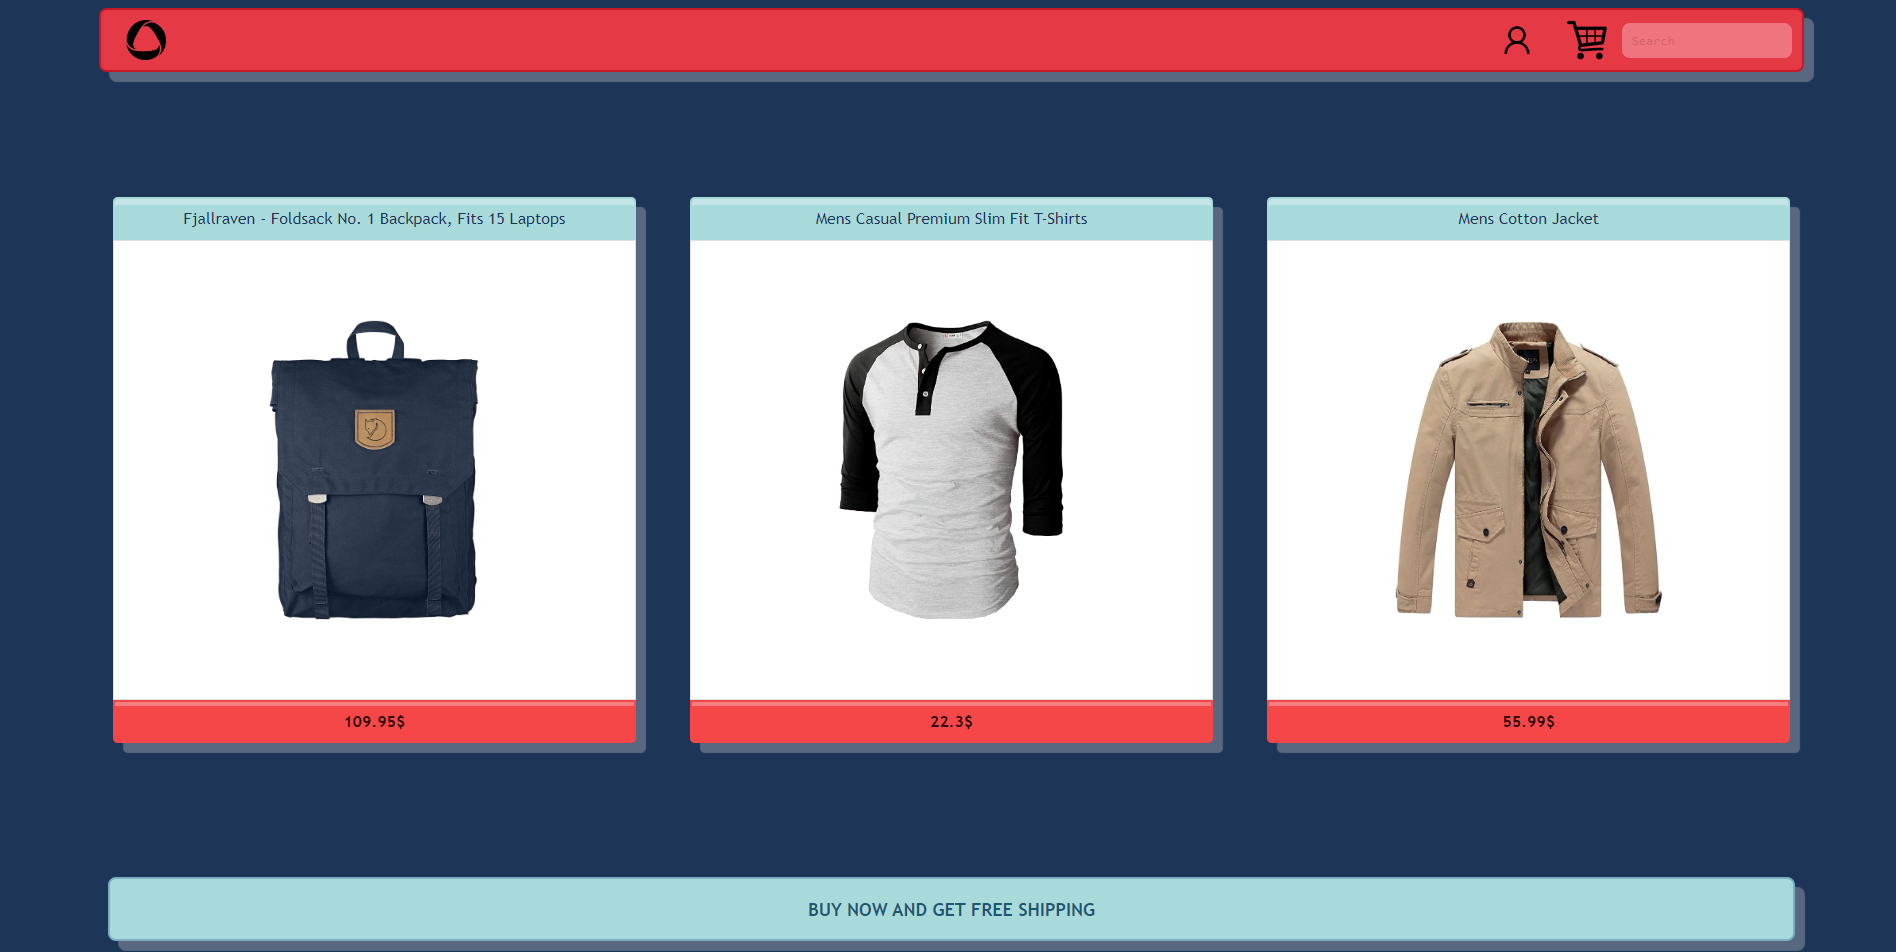 Search
Fjallraven - Foldsack No. 1 Backpack, Fits 15 Laptops
Mens Casual Premium Slim Fit T-Shirts
Mens Cotton Jacket
109.95$
22.3$
55.99$
BUY NOW AND GET FREE SHIPPING